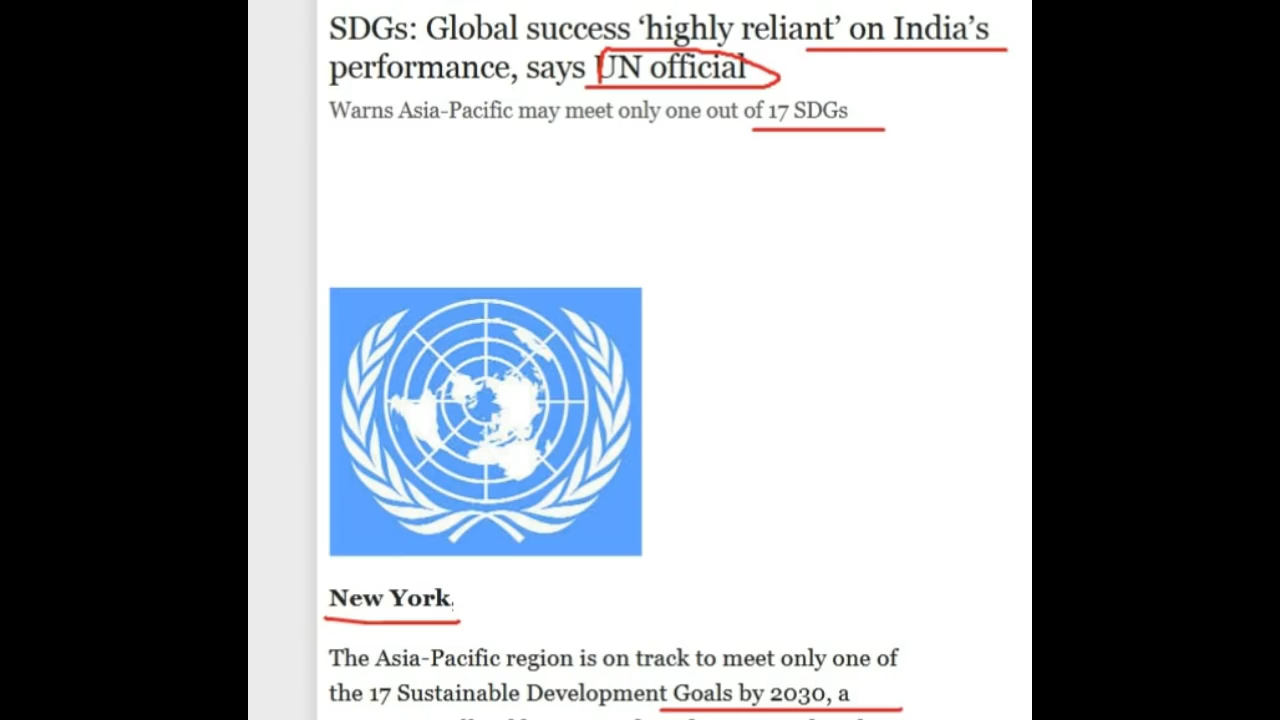 SDGs: Global success ‘highly reliant’ on India’s
performance, says UN official
Warns Asia-Pacific may meet only one out of 17 SDGs
New York
The Asia-Pacific region is on track to meet only one of
the 17 Sustainable Development Goals by 2030, a